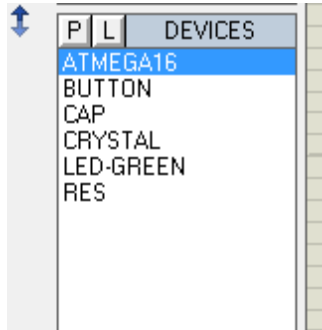 P L DEVICES
ATMEGA16
BUTTON
CAP
CRYSTAL
LED-GREEN
RES